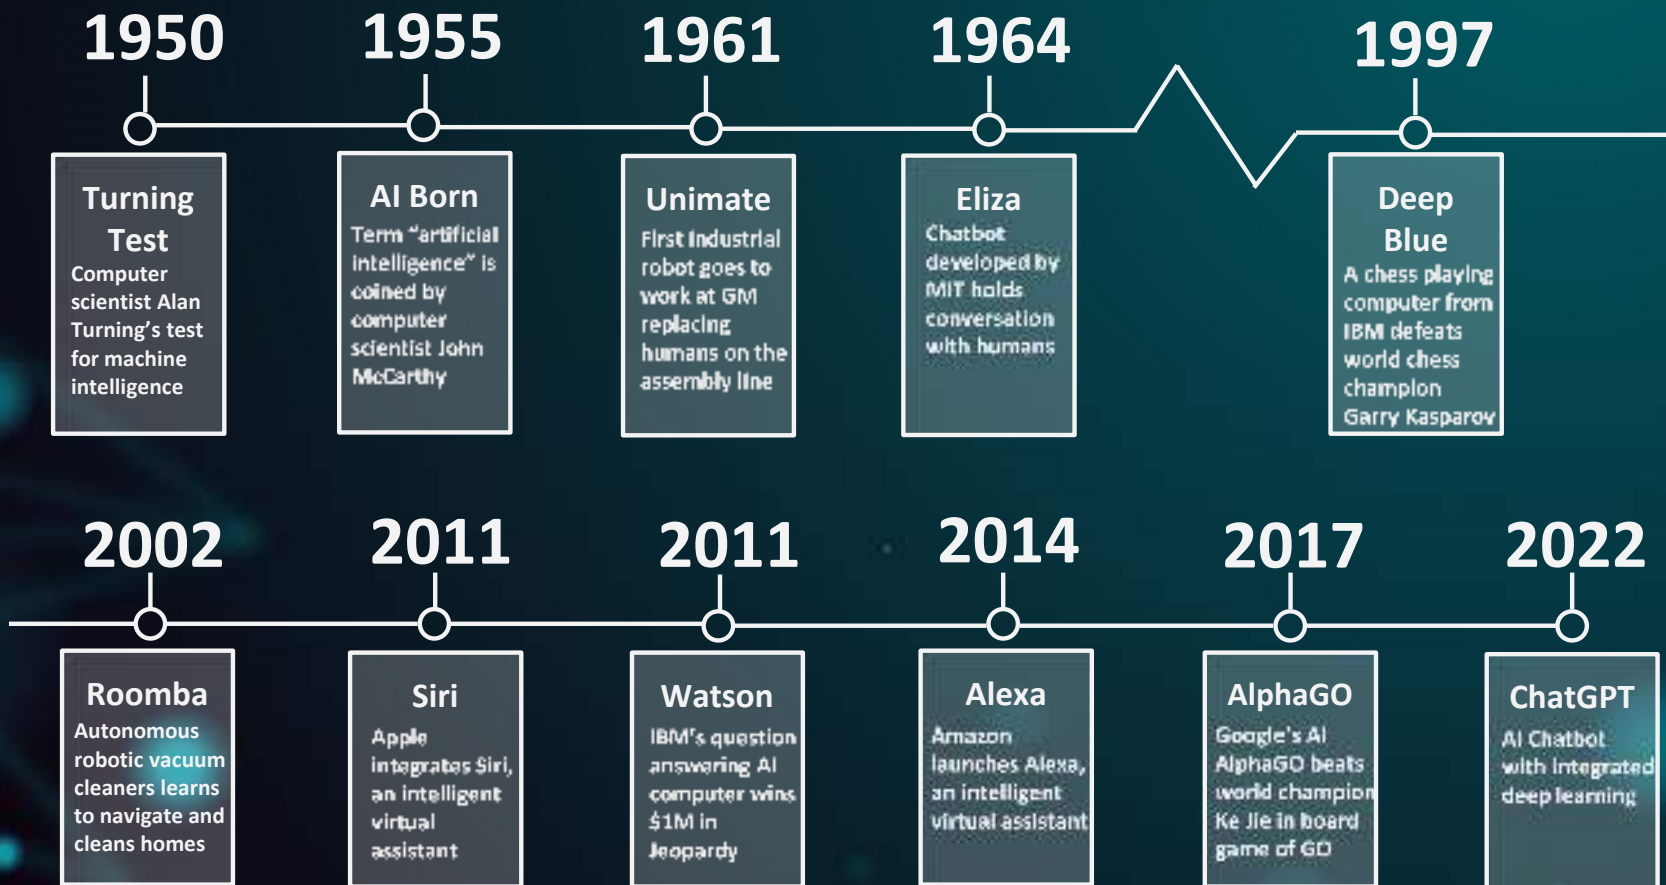 1950
Turning
Test
Computer
scientist Alan
Turning's test
for machine
intelligence
1955
AI Born
Term "artificial
intelligence" is
coined by
computer
scientist John
McCarthy
1961
Unimate
First Industrial
robot goes to
work at GM
replacing
humans on the
assembly line
1964
Eliza
Chatbot
developed by
MIT holds
conversation
with humans
1997
Deep
Blue
A chess playing
computer from
IBM defeats
world chess
champion
Garry Kasparov
2002
Roomba
Autonomous
robotic vacuum
cleaners learns
to navigate and
cleans homes
2011
Siri
Apple
integrates Siri,
an intelligent
virtual
assistant
2011
Watson
IBM's question
answering AI
computer wins
$1M in
Jeopardy
2014
Alexa
Amazon
launches Alexa,
an intelligent
virtual assistant
2017
AlphaGO
Google's AI
AlphaGO beats
world champion
Ke Jie in board
game of GO
2022
ChatGPT
AI Chatbot
with integrated
deep learning